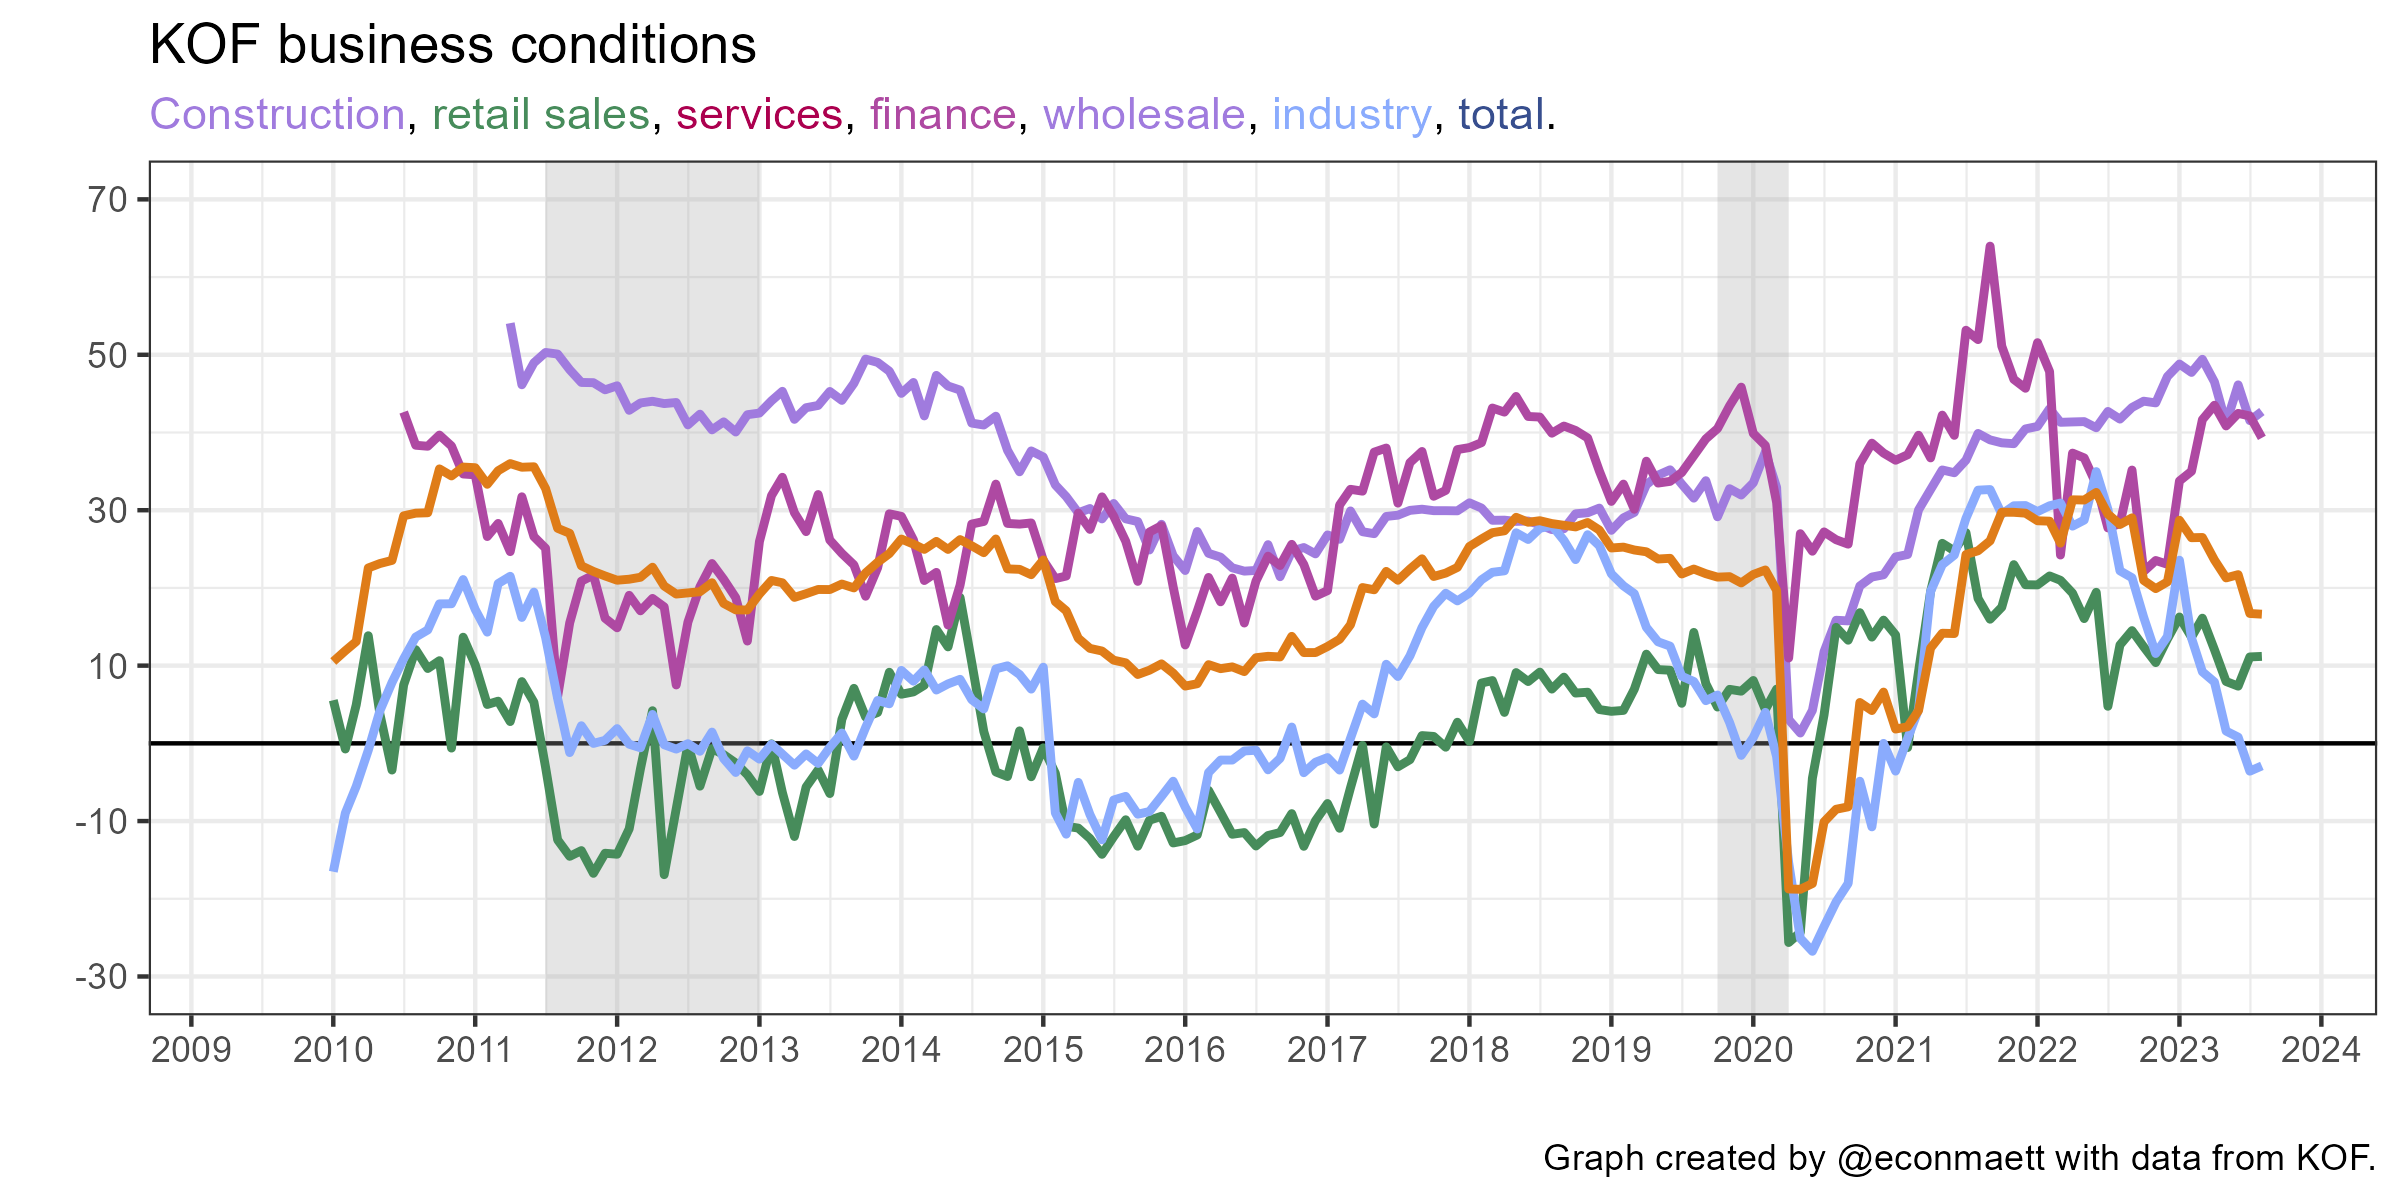 KOF business conditions
Construction, retail sales, services, finance, wholesale, industry, total.
70
50
30
10
-10
-30
2009 2010 2011 2012 2013 2014 2015 2016 2017 2018 2019 2020 2021 2022 2023 2024
Graph created by @econmaett with data from KOF.